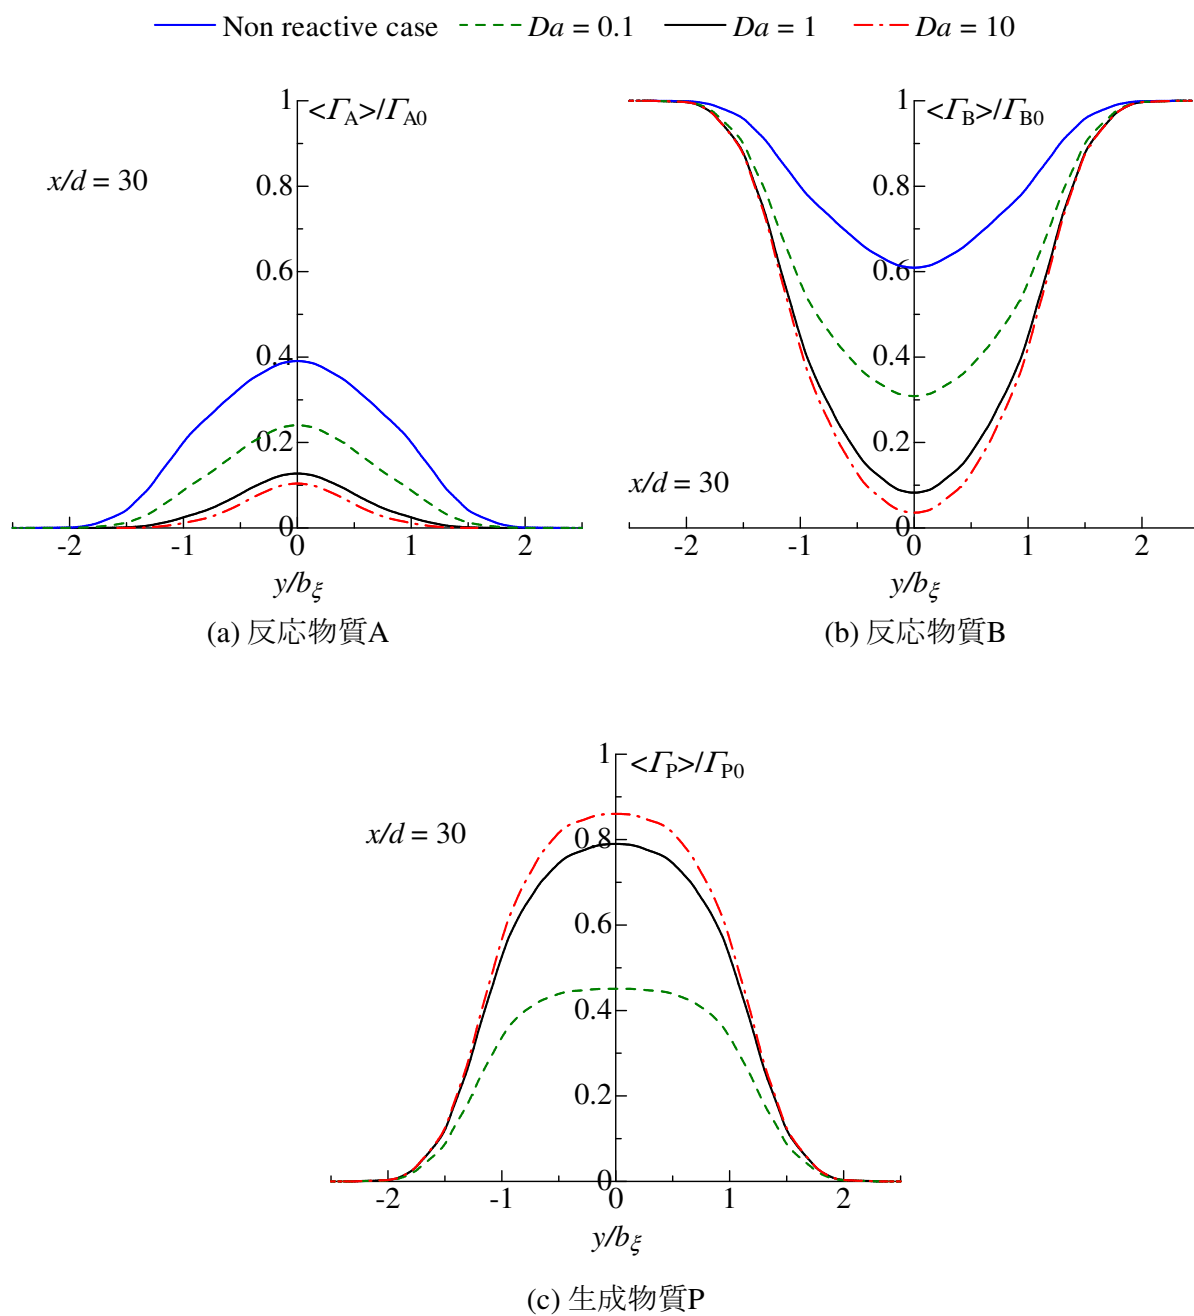 Non reactive case Da = 0.1 Da = 1 Da = 10
1 <ΓA>/ΓA0
x/d = 30
0.8
0.6
0.4
0.2
0
-2 -1 0 1 2
y/bξ
(a) 反応物質A
1 <ΓB>/ΓB0
0.8
0.6
0.4
0.2
x/d = 30
0
-2 -1 0 1 2
y/bξ
(b) 反応物質B
1 <ΓP>/ΓP0
x/d = 30
0.8
0.6
0.4
0.2
0
-2 -1 0 1 2
y/bξ
(c) 生成物質P